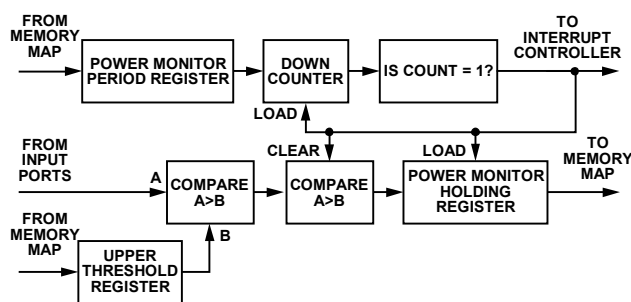 FROM
MEMORY
MAP
POWER MONITOR
PERIOD REGISTER
DOWN
COUNTER
IS COUNT = 1?
TO
INTERRUPT
CONTROLLER
LOAD
FROM
INPUT
PORTS
A
COMPARE
A>B
CLEAR
COMPARE
A>B
LOAD
POWER MONITOR
HOLDING
REGISTER
TO
MEMORY
MAP
FROM
MEMORY
MAP
UPPER
THRESHOLD
REGISTER
B